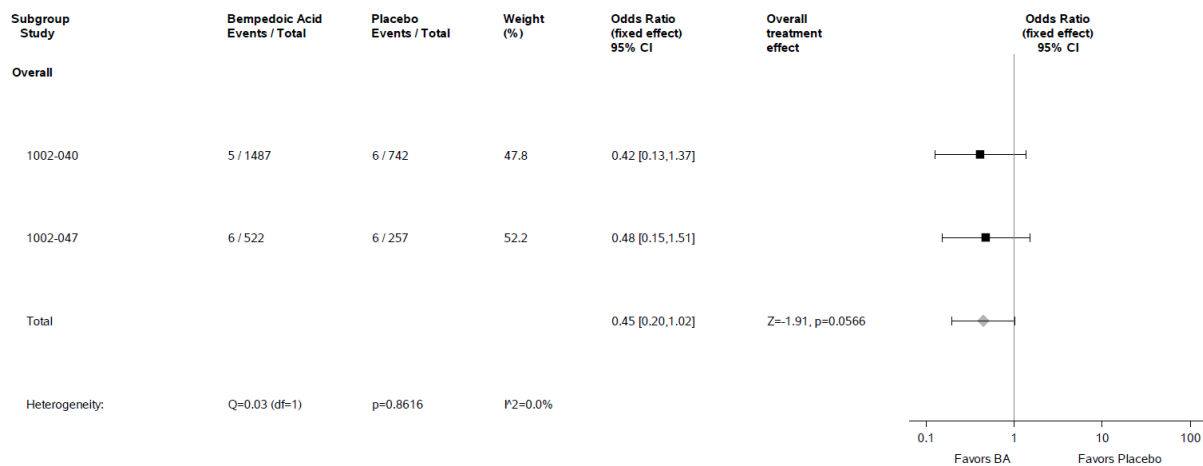 Subgroup Bempedoic Acid Placebo Weight Odds Ratio Overall Odds Ratio
Study Events / Total Events / Total (%) (fixed effect) treatment (fixed effect)
95% CI effect 95% CI
Overall
1002-040 5 / 1487 6 / 742 47.8 0.42 [0.13,1.37]
1002-047 6 / 522 6 / 257 52.2 0.48 [0.15,1.51]
Total 0.45 [0.20,1.02] Z=-1.91, p=0.0566
Heterogeneity: Q=0.03 (df=1) p=0.8616 I^2=0.0%
0.1 1 10 100
Favors BA Favors Placebo